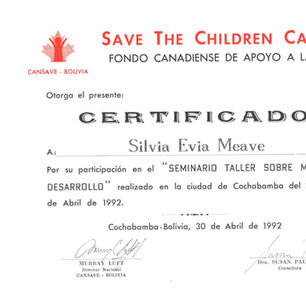 SAVE THE CHILDREN CA
FONDO CANADIENSE DE APOYO A L
CANSAVE - BOLIVIA
Otorga el presente:
CERTIFICADO
A: Silvia Evia Meave
Por su participación en el "SEMINARIO TALLER SOBRE M
DESARROLLO" realizado en la ciudad de Cochabamba del
de Abril de 1992.
Cochabamba-Bolivia, 30 de Abril de 1992
MURRAY LUFT
Director Nacional
CANSAVE - BOLIVIA
Dra. SUSAN PAU
Consultora